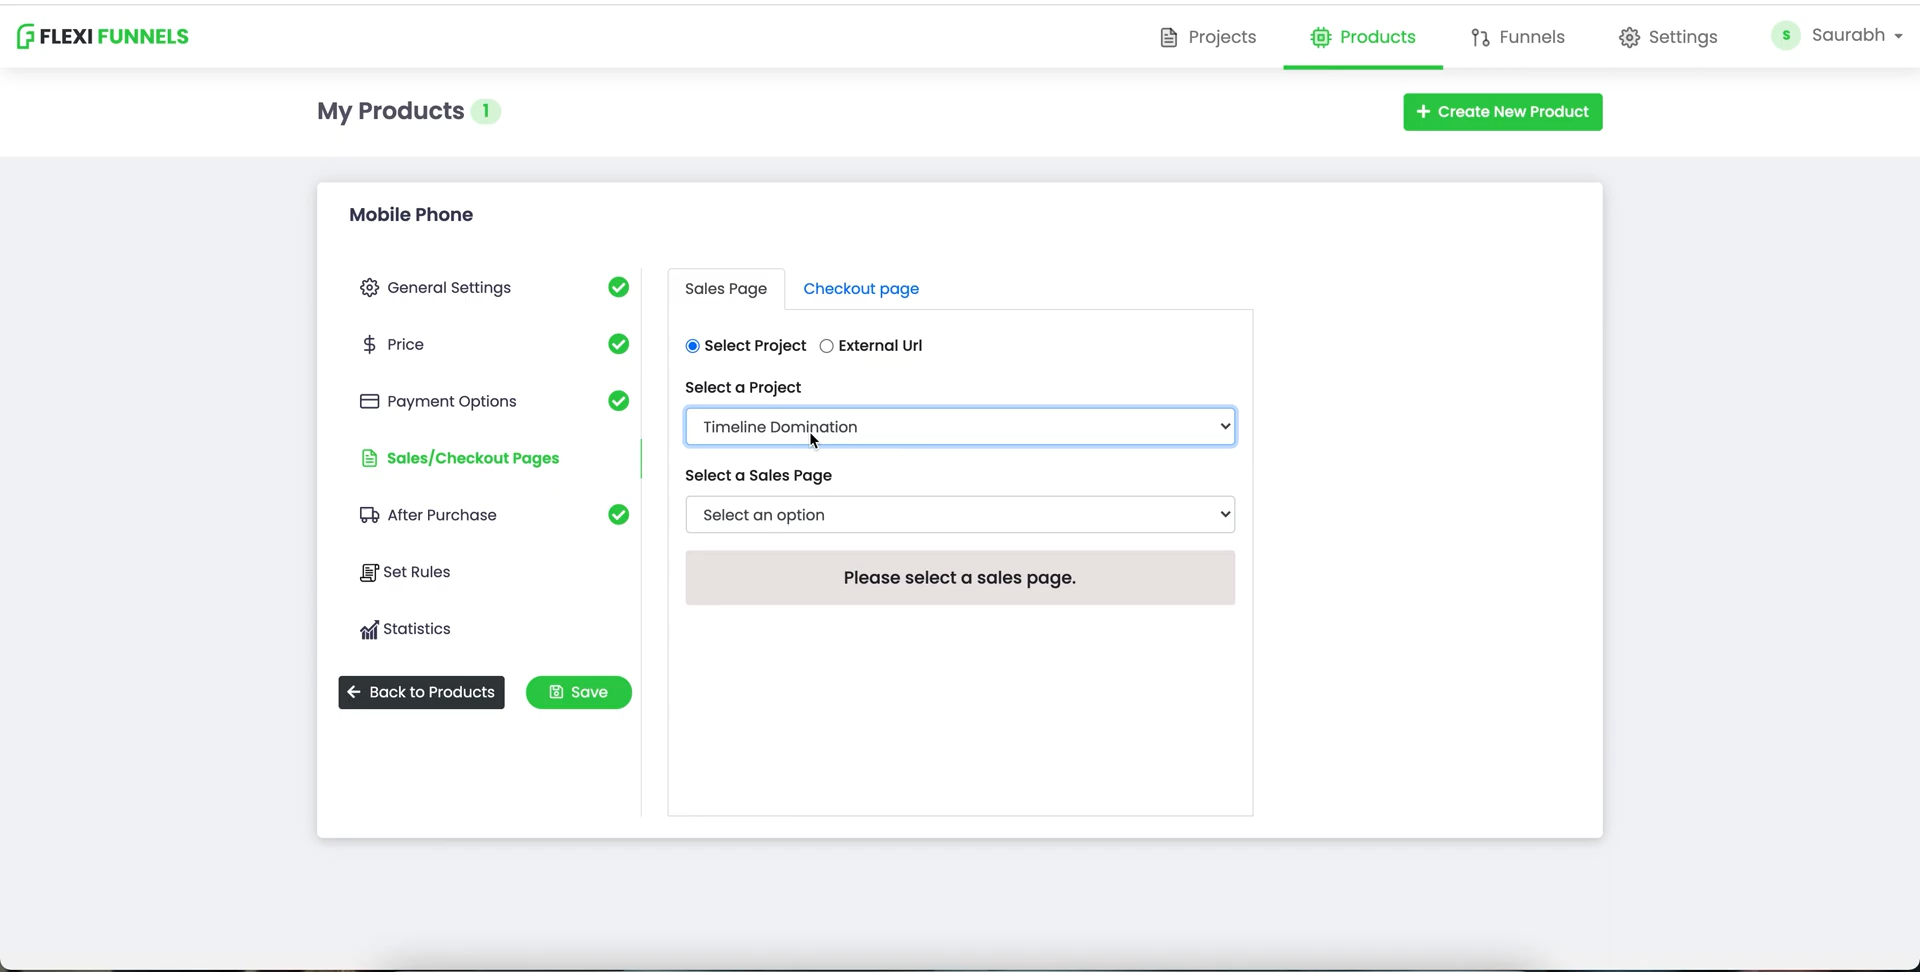 FLEXI FUNNELS
Projects
Products
Funnels
Settings
S
Saurabh
My Products 1
+ Create New Product
Mobile Phone
General Settings
Price
Payment Options
Sales/Checkout Pages
After Purchase
Set Rules
Statistics
Back to Products
Save
Sales Page
Checkout page
Select Project
External Url
Select a Project
Timeline Domination
Select a Sales Page
Select an option
Please select a sales page.